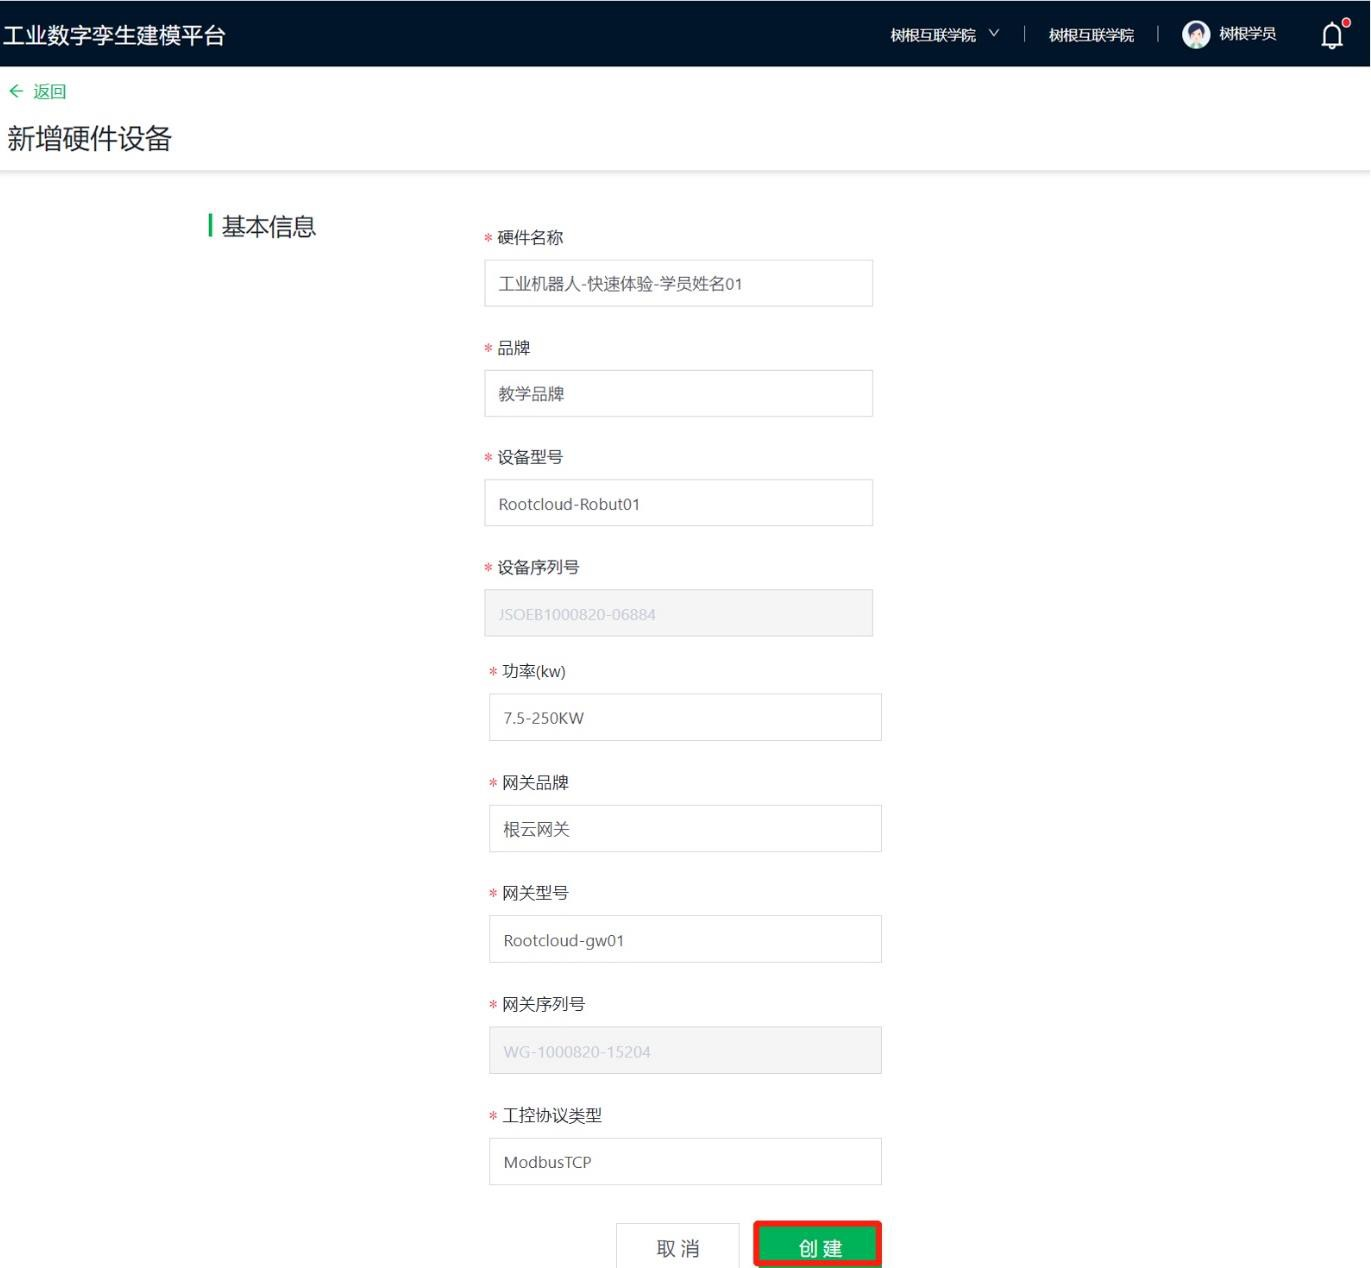 工业数字孪生建模平台
树根互联学院
树根互联学院
树根学员
返回
新增硬件设备
基本信息
* 硬件名称
工业机器人-快速体验-学员姓名01
* 品牌
教学品牌
* 设备型号
Rootcloud-Robut01
* 设备序列号
JSOEB1000820-06884
* 功率(kw)
7.5-250KW
* 网关品牌
根云网关
* 网关型号
Rootcloud-gw01
* 网关序列号
WG-1000820-15204
* 工控协议类型
ModbusTCP
取 消
创 建